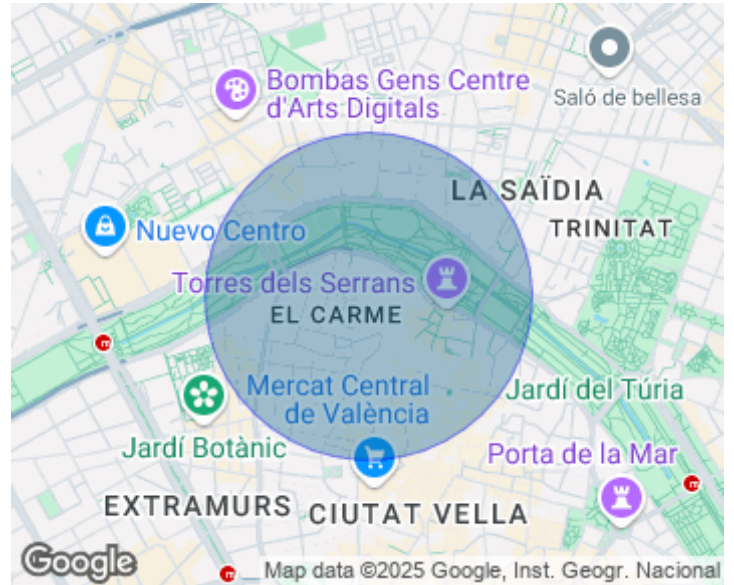 Bombas Gens Centre
d'Arts Digitals
Saló de bellesa
LA SAÏDIA
TRINITAT
Nuevo Centro
Torres dels Serrans
EL CARME
Mercat Central
de València
Jardí del Túria
Jardí Botànic
Porta de la Mar
EXTRAMURS
CIUTAT VELLA
Google
Map data ©2025 Google, Inst. Geogr. Nacional